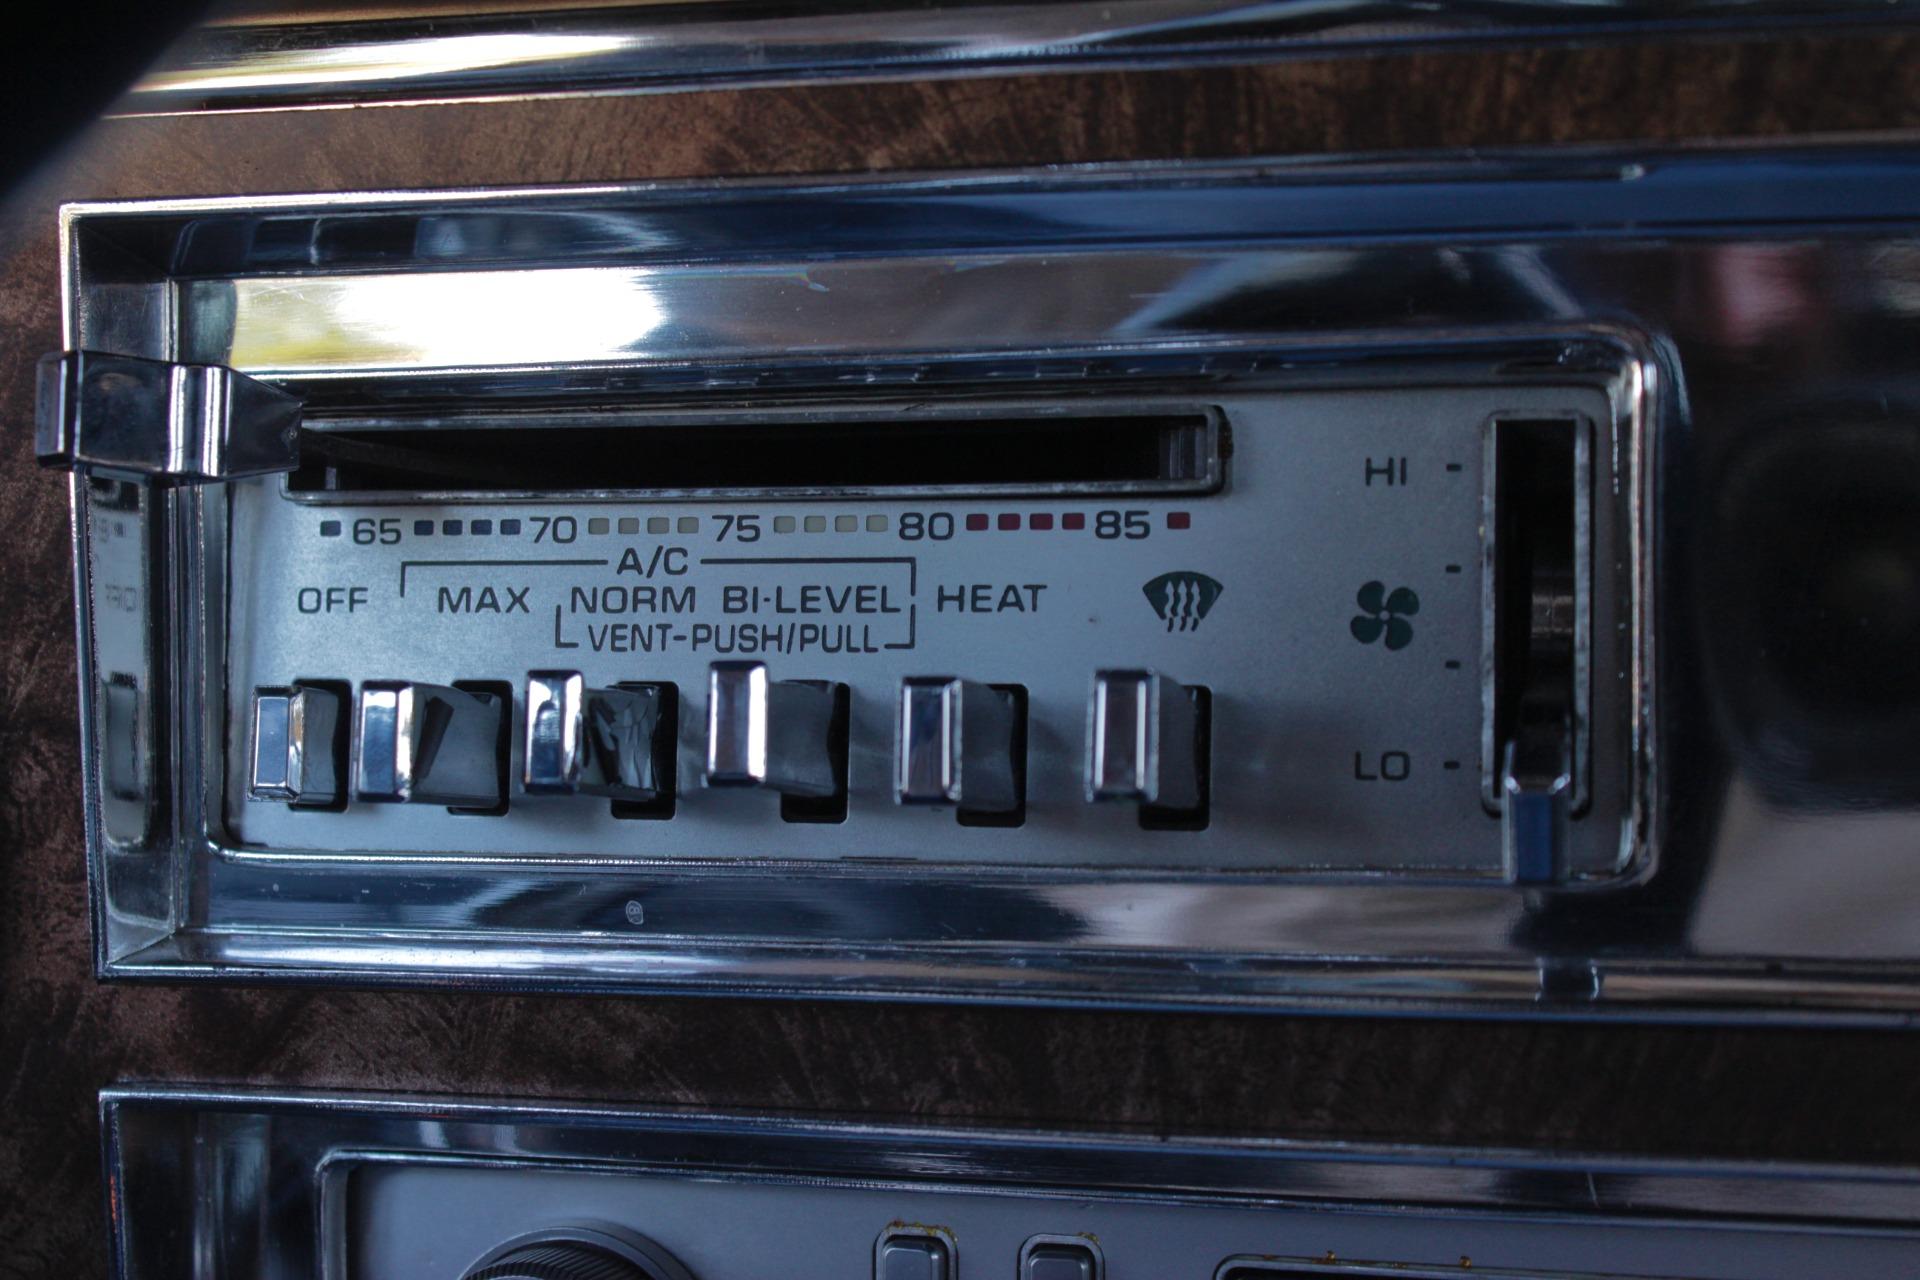 65 70 75 80 85
A/C
OFF MAX NORM BI-LEVEL HEAT
VENT-PUSH/PULL
HI
LO